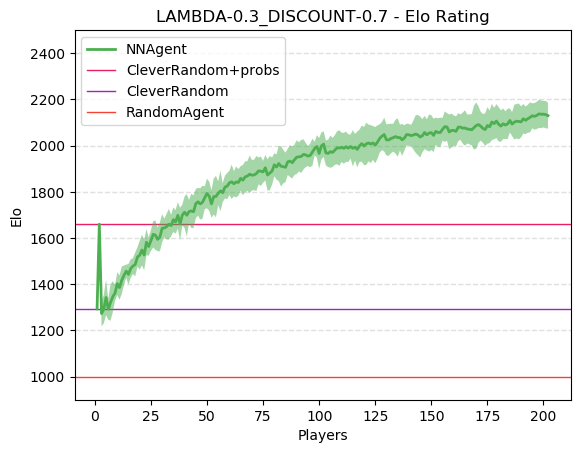 LAMBDA-0.3_DISCOUNT-0.7 - Elo Rating
NNAgent
CleverRandom+probs
CleverRandom
RandomAgent
Elo
2400
2200
2000
1800
1600
1400
1200
1000
0 25 50 75 100 125 150 175 200
Players